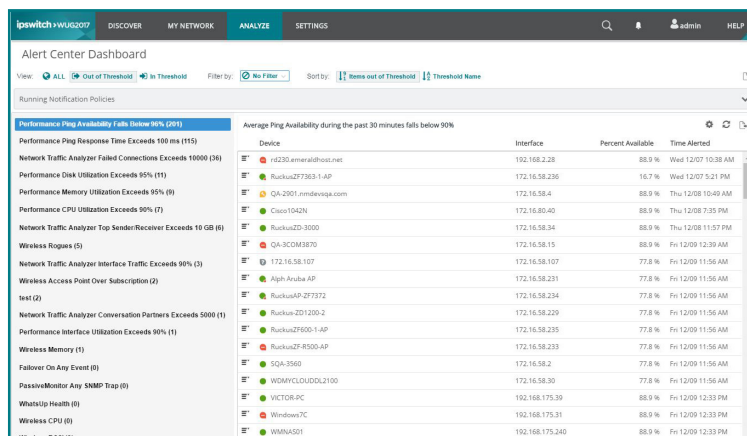 ipswitch > WUG2017 DISCOVER MY NETWORK ANALYZE SETTINGS admin HELP
Alert Center Dashboard
View: ALL Out of Threshold In Threshold Filter by: No Filter Sort by: Items out of Threshold Threshold Name
Running Notification Policies
Performance Ping Availability Falls Below 96% (201)
Performance Ping Response Time Exceeds 100 ms (115)
Network Traffic Analyzer Failed Connections Exceeds 10000 (36)
Performance Disk Utilization Exceeds 95% (11)
Performance Memory Utilization Exceeds 95% (9)
Performance CPU Utilization Exceeds 90% (7)
Network Traffic Analyzer Top Sender/Receiver Exceeds 10 GB (6)
Wireless Rogues (5)
Network Traffic Analyzer Interface Traffic Exceeds 90% (3)
Wireless Access Point Over Subscription (2)
test (2)
Network Traffic Analyzer Conversation Partners Exceeds 5000 (1)
Performance Interface Utilization Exceeds 90% (1)
Wireless Memory (1)
Failover On Any Event (0)
PassiveMonitor Any SNMP Trap (0)
WhatsUp Health (0)
Wireless CPU (0)
Average Ping Availability during the past 30 minutes falls below 90%
Device Interface Percent Available Time Alerted
rd230.emeraldhost.net 192.168.2.28 88.9 % Wed 12/07 10:38 AM
RuckusZF7363-1-AP 172.16.58.236 16.7 % Wed 12/07 5:21 PM
QA-2901.nmdevsqa.com 172.16.58.4 88.9 % Thu 12/08 10:49 AM
Cisco1042N 172.16.80.40 88.9 % Thu 12/08 7:35 PM
RuckusZD-3000 172.16.58.34 88.9 % Thu 12/08 11:57 PM
QA-3COM3870 172.16.58.15 88.9 % Fri 12/09 12:39 AM
172.16.58.107 172.16.58.107 77.8 % Fri 12/09 11:56 AM
Alph Aruba AP 172.16.58.231 77.8 % Fri 12/09 11:56 AM
RuckusAP-ZF7372 172.16.58.234 77.8 % Fri 12/09 11:56 AM
Ruckus-ZD1200-2 172.16.58.229 77.8 % Fri 12/09 11:56 AM
RuckusZF600-1-AP 172.16.58.235 77.8 % Fri 12/09 11:56 AM
RuckusZF-R500-AP 172.16.58.233 77.8 % Fri 12/09 11:56 AM
SQA-3560 172.16.58.2 77.8 % Fri 12/09 11:56 AM
WDMYCLOUDDL2100 172.16.58.30 77.8 % Fri 12/09 11:56 AM
VICTOR-PC 192.168.175.39 88.9 % Fri 12/09 12:33 PM
Windows7C 192.168.175.31 88.9 % Fri 12/09 12:33 PM
WMNAS01 192.168.175.240 88.9 % Fri 12/09 12:33 PM